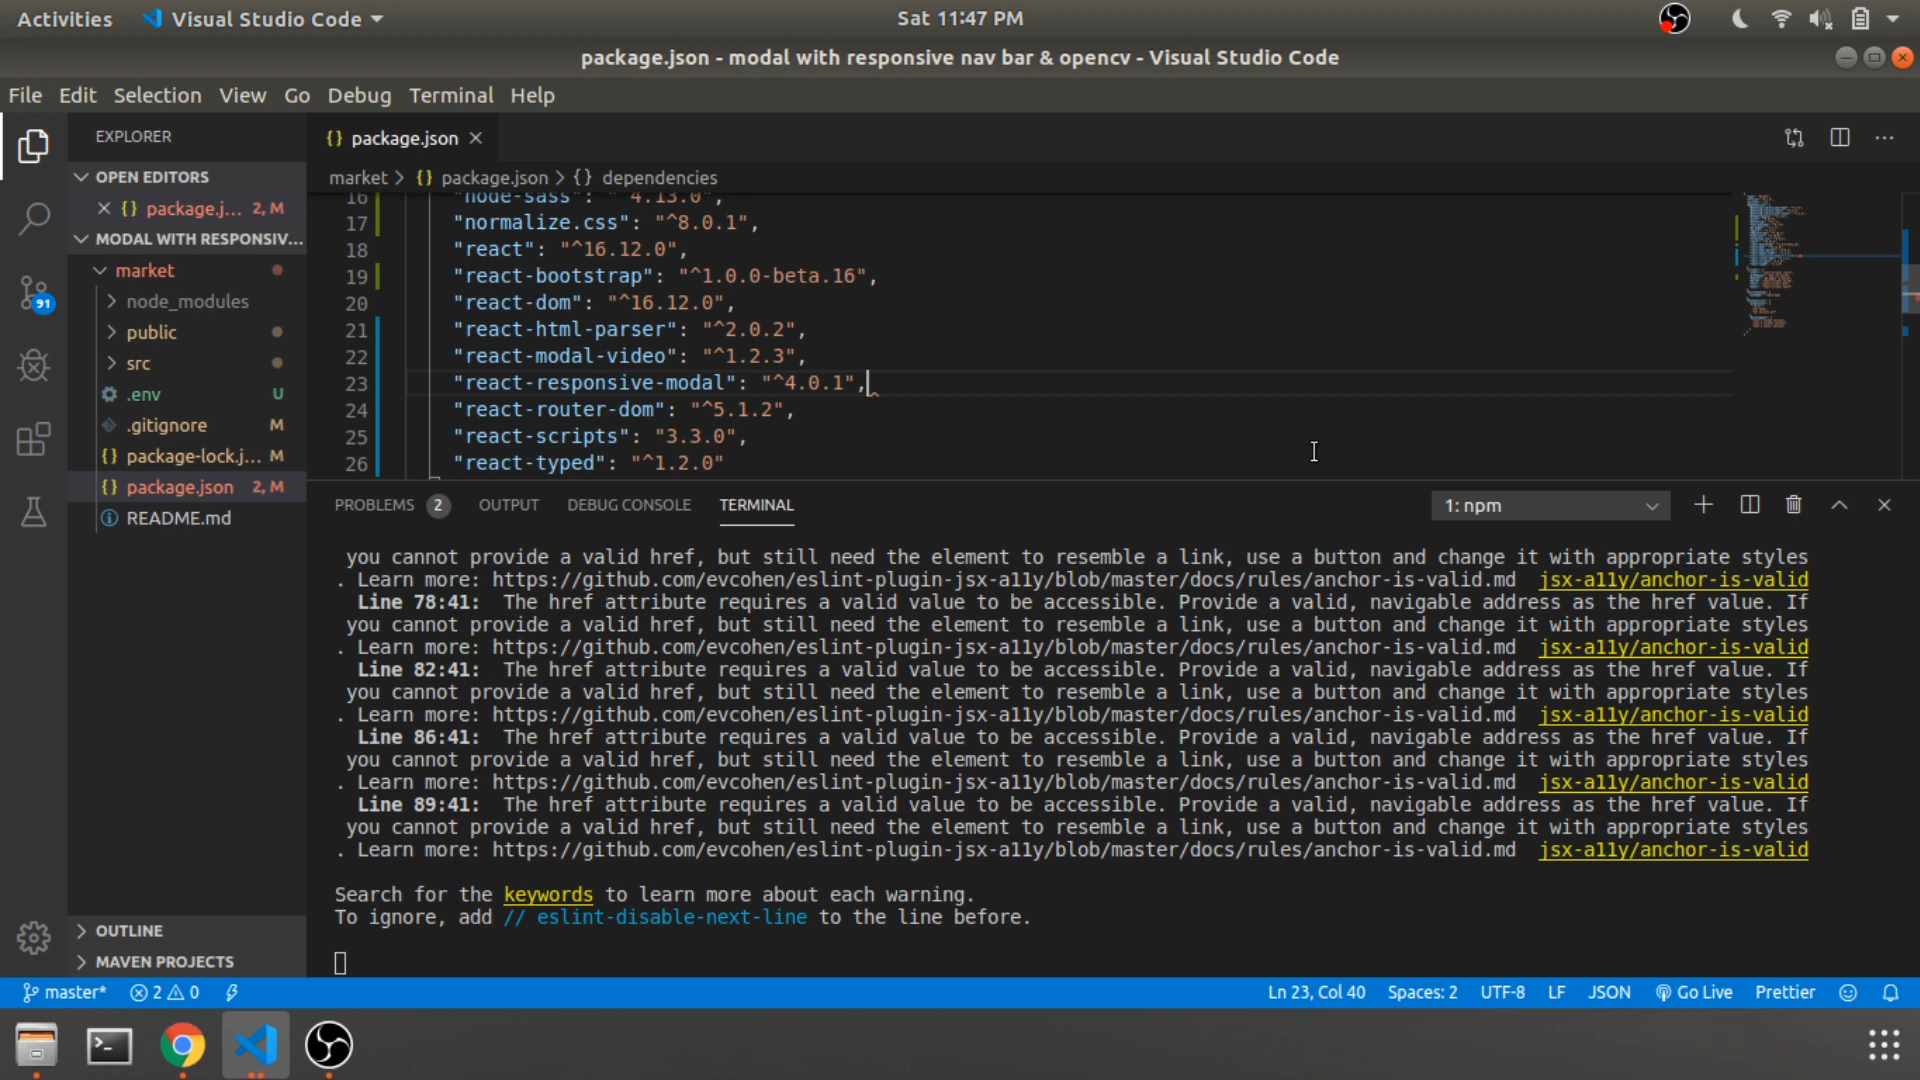 Activities
Visual Studio Code
Sat 11:47 PM
package.json - modal with responsive nav bar & opencv - Visual Studio Code
File Edit Selection View Go Debug Terminal Help
EXPLORER
OPEN EDITORS
{} package.j... 2, M
MODAL WITH RESPONSIV...
market
node_modules
public
src
.env U
.gitignore M
{} package-lock.j... M
{} package.json 2, M
README.md
OUTLINE
MAVEN PROJECTS
91
{} package.json
market > {} package.json > {} dependencies
16 "node-sass": "^4.13.0",
17 "normalize.css": "^8.0.1",
18 "react": "^16.12.0",
19 "react-bootstrap": "^1.0.0-beta.16",
20 "react-dom": "^16.12.0",
21 "react-html-parser": "^2.0.2",
22 "react-modal-video": "^1.2.3",
23 "react-responsive-modal": "^4.0.1",
24 "react-router-dom": "^5.1.2",
25 "react-scripts": "3.3.0",
26 "react-typed": "^1.2.0"
PROBLEMS 2 OUTPUT DEBUG CONSOLE TERMINAL
1: npm
you cannot provide a valid href, but still need the element to resemble a link, use a button and change it with appropriate styles
. Learn more: https://github.com/evcohen/eslint-plugin-jsx-a11y/blob/master/docs/rules/anchor-is-valid.md jsx-a11y/anchor-is-valid
Line 78:41: The href attribute requires a valid value to be accessible. Provide a valid, navigable address as the href value. If
you cannot provide a valid href, but still need the element to resemble a link, use a button and change it with appropriate styles
. Learn more: https://github.com/evcohen/eslint-plugin-jsx-a11y/blob/master/docs/rules/anchor-is-valid.md jsx-a11y/anchor-is-valid
Line 82:41: The href attribute requires a valid value to be accessible. Provide a valid, navigable address as the href value. If
you cannot provide a valid href, but still need the element to resemble a link, use a button and change it with appropriate styles
. Learn more: https://github.com/evcohen/eslint-plugin-jsx-a11y/blob/master/docs/rules/anchor-is-valid.md jsx-a11y/anchor-is-valid
Line 86:41: The href attribute requires a valid value to be accessible. Provide a valid, navigable address as the href value. If
you cannot provide a valid href, but still need the element to resemble a link, use a button and change it with appropriate styles
. Learn more: https://github.com/evcohen/eslint-plugin-jsx-a11y/blob/master/docs/rules/anchor-is-valid.md jsx-a11y/anchor-is-valid
Line 89:41: The href attribute requires a valid value to be accessible. Provide a valid, navigable address as the href value. If
you cannot provide a valid href, but still need the element to resemble a link, use a button and change it with appropriate styles
. Learn more: https://github.com/evcohen/eslint-plugin-jsx-a11y/blob/master/docs/rules/anchor-is-valid.md jsx-a11y/anchor-is-valid
Search for the keywords to learn more about each warning.
To ignore, add // eslint-disable-next-line to the line before.
master* 2 0
Ln 23, Col 40 Spaces: 2 UTF-8 LF JSON Go Live Prettier